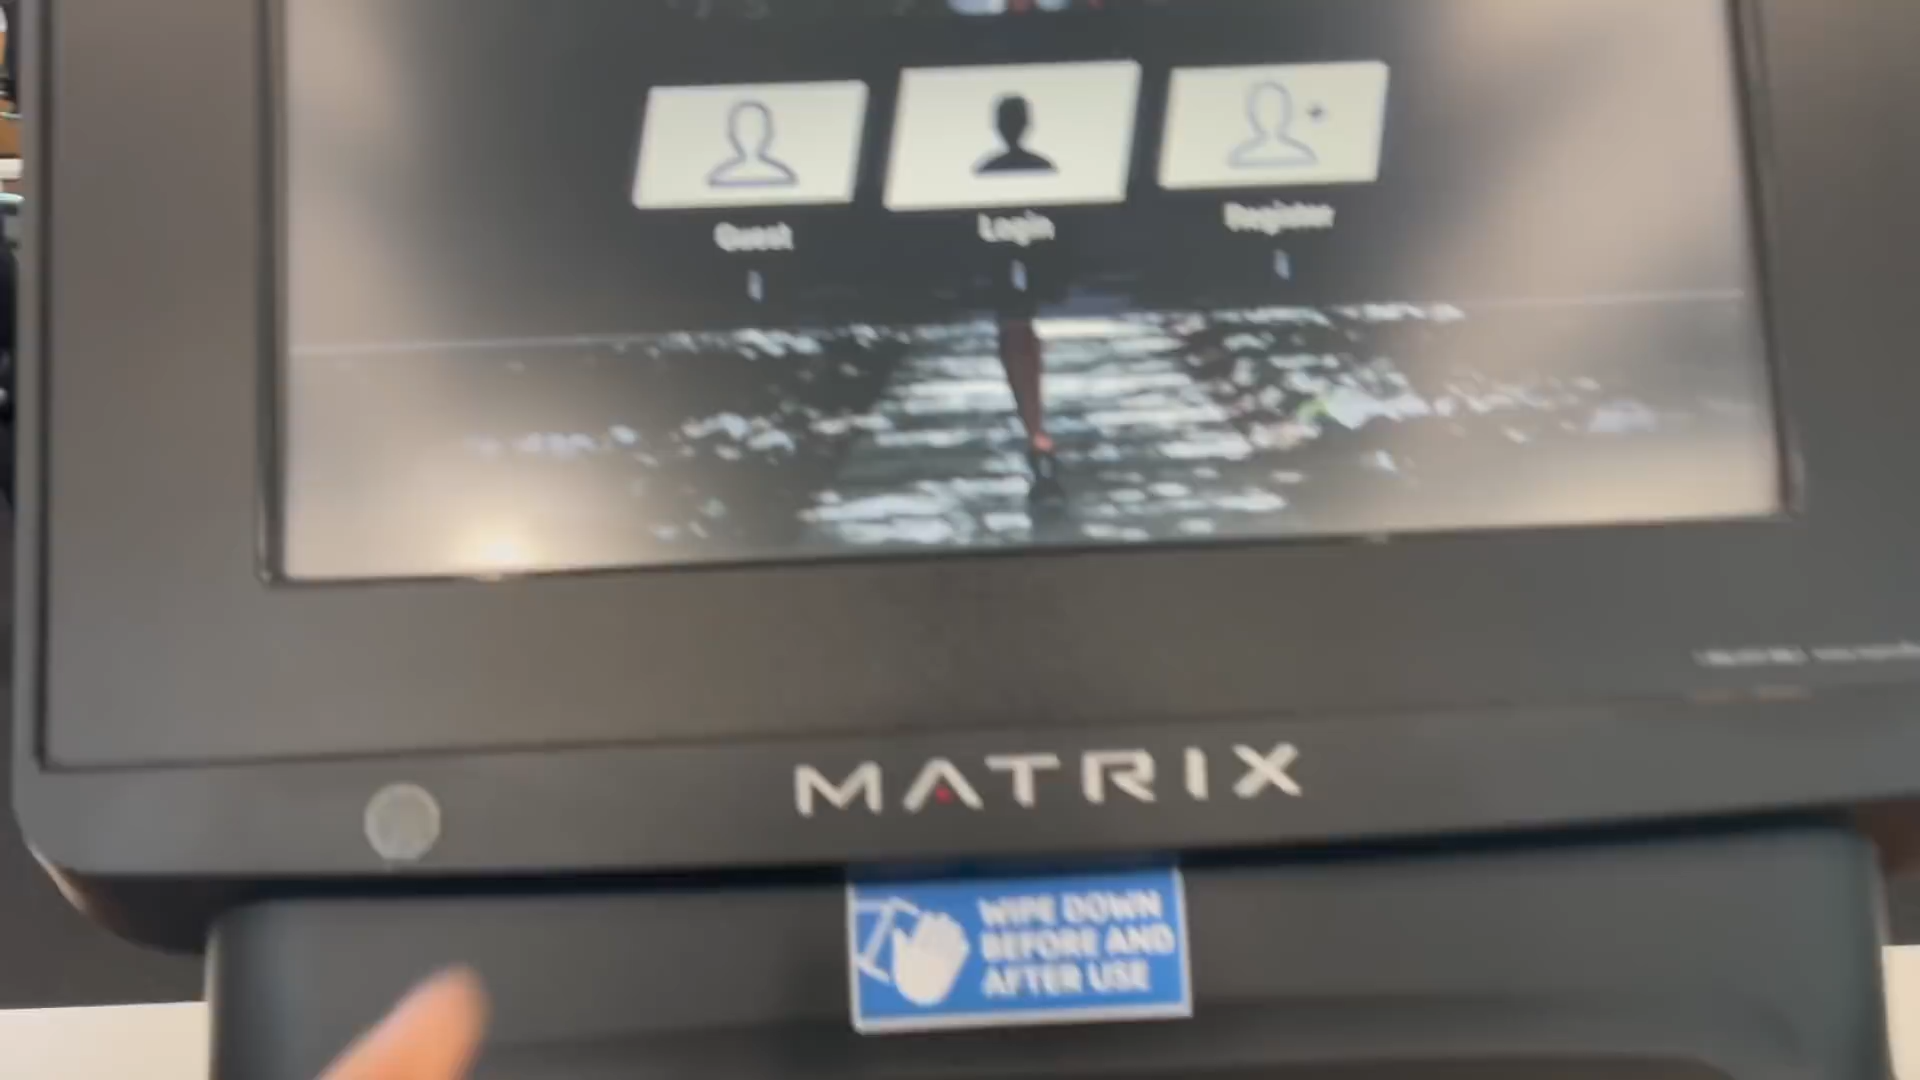 Guest
Login
Register
MATRIX
WIPE DOWN
BEFORE AND
AFTER USE